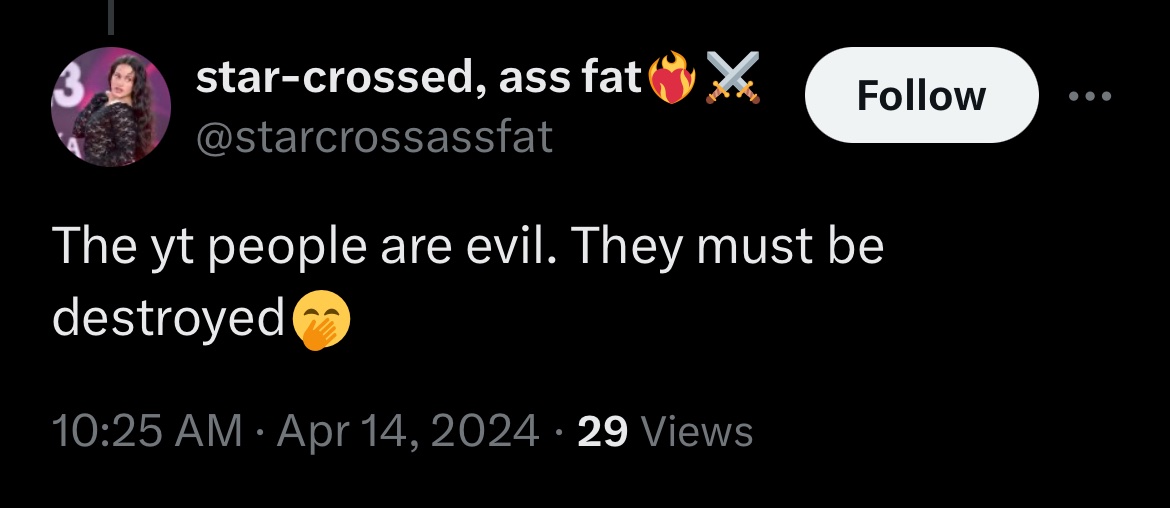 star-crossed, ass fat❤️‍🔥⚔️
Follow
@starcrossassfat
The yt people are evil. They must be
destroyed🤭
10:25 AM · Apr 14, 2024 · 29 Views